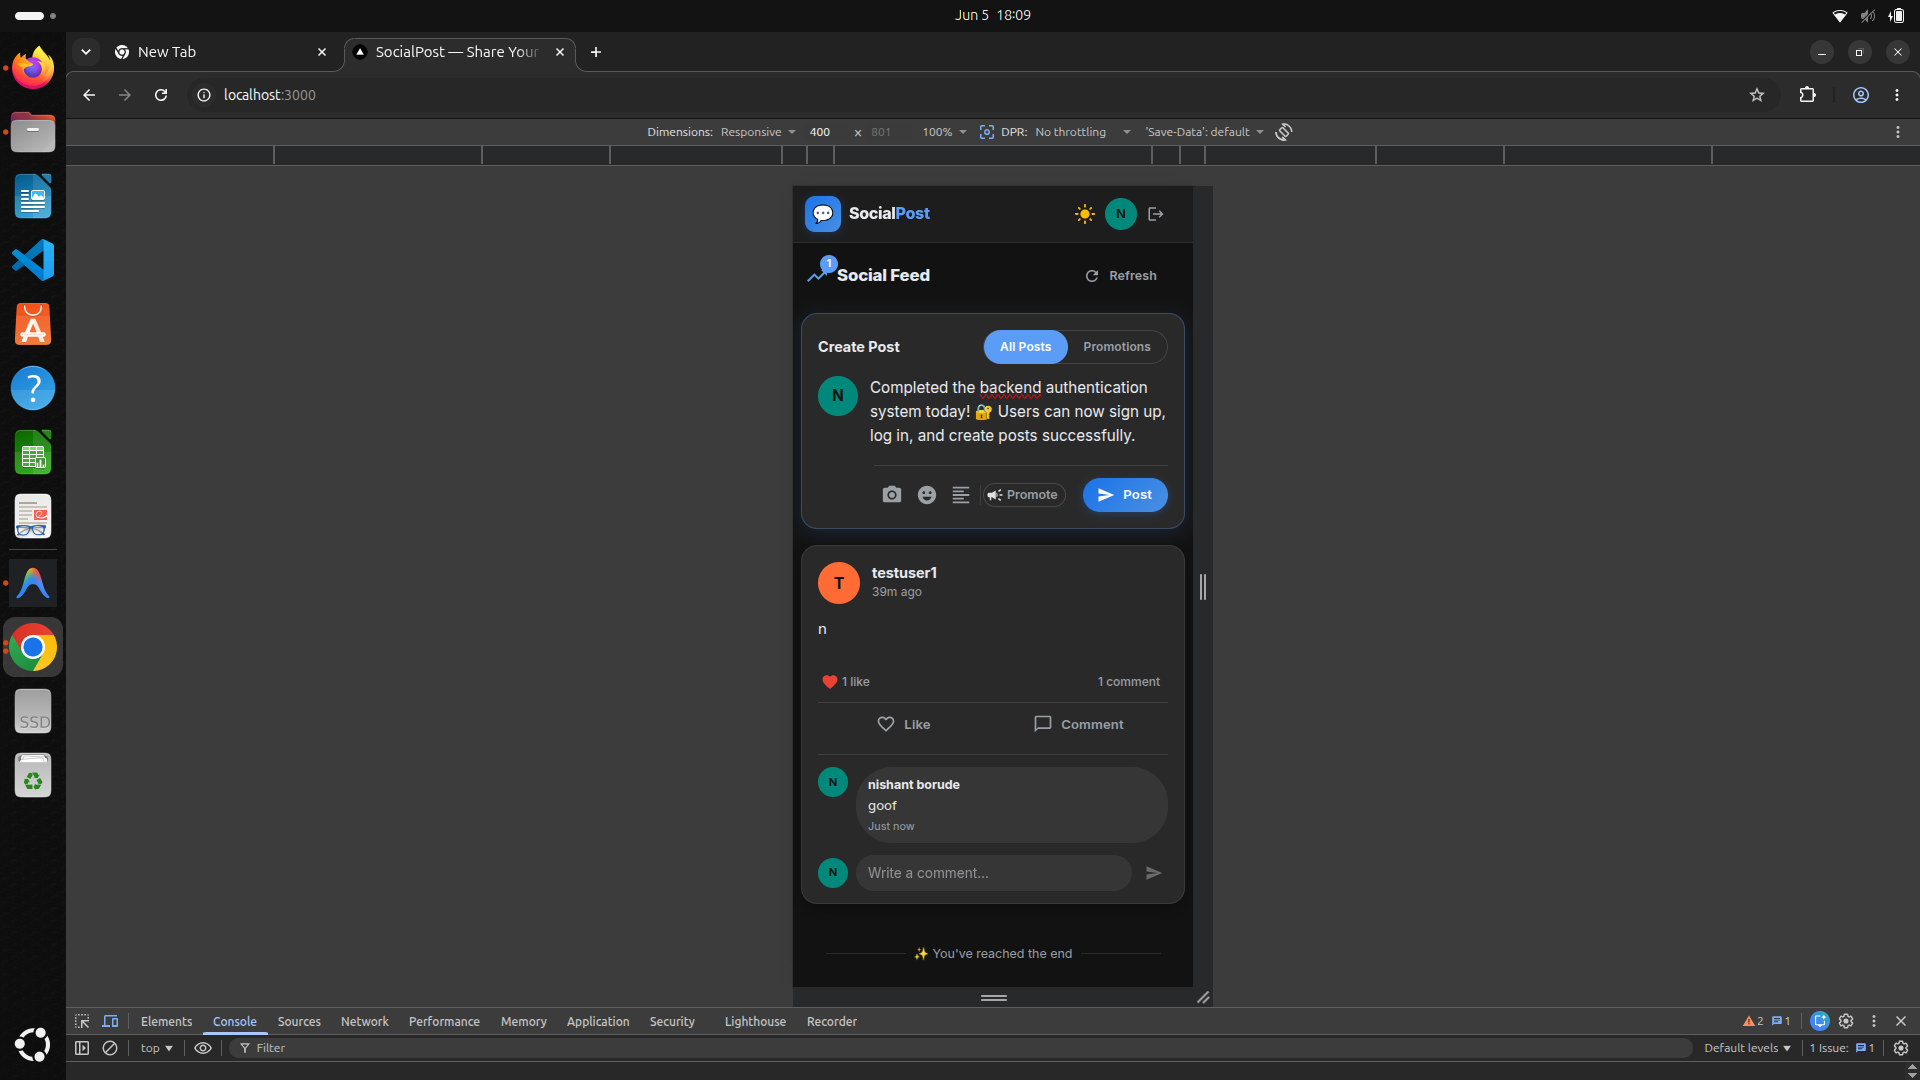 Jun 5 18:09
New Tab
SocialPost — Share Your
localhost:3000
Dimensions: Responsive 400 × 801 100% DPR: No throttling 'Save-Data': default
SocialPost
N
1
Social Feed
Refresh
Create Post
All Posts
Promotions
N
Completed the backend authentication
system today! 🔐 Users can now sign up,
log in, and create posts successfully.
Promote
Post
T
testuser1
39m ago
n
1 like
1 comment
Like
Comment
N
nishant borude
goof
Just now
N
Write a comment...
✨ You've reached the end
SSD
Elements Console Sources Network Performance Memory Application Security Lighthouse Recorder
2 1
top
Filter
Default levels
1 Issue: 1